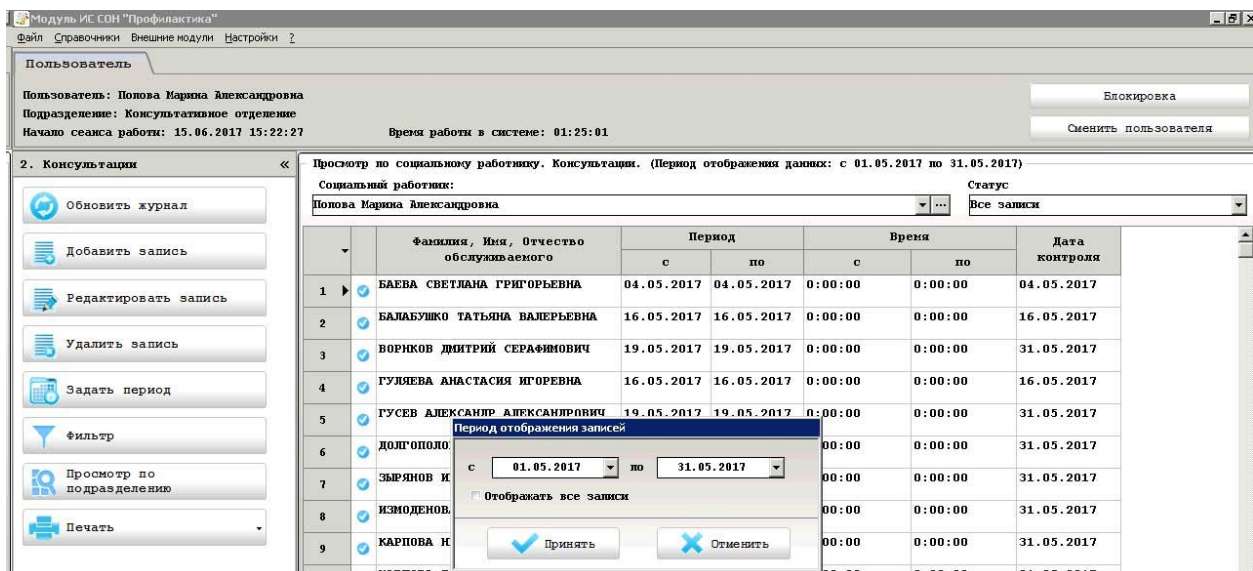 Модуль ИС СОН "Профилактика"
Файл Справочники Внешние модули Настройки ?
Пользователь
Пользователь: Попова Марина Александровна
Подразделение: Консультативное отделение
Начало сеанса работы: 15.06.2017 15:22:27 Время работы в системе: 01:25:01
Блокировка
Сменить пользователя
2. Консультации «
Обновить журнал
Добавить запись
Редактировать запись
Удалить запись
Задать период
Фильтр
Просмотр по
подразделению
Печать
Просмотр по социальному работнику. Консультации. (Период отображения данных: с 01.05.2017 по 31.05.2017)
Социальный работник: Статус
Попова Марина Александровна ... Все записи
Фамилия, Имя, Отчество
обслуживаемого
Период Время
с по с по
Дата
контроля
1 БАЕВА СВЕТЛАНА ГРИГОРЬЕВНА 04.05.2017 04.05.2017 0:00:00 0:00:00 04.05.2017
2 БАЛАБУШКО ТАТЬЯНА ВАЛЕРЬЕВНА 16.05.2017 16.05.2017 0:00:00 0:00:00 16.05.2017
3 ВОРНКОВ ДМИТРИЙ СЕРАФИМОВИЧ 19.05.2017 19.05.2017 0:00:00 0:00:00 31.05.2017
4 ГУЛЯЕВА АНАСТАСИЯ ИГОРЕВНА 16.05.2017 16.05.2017 0:00:00 0:00:00 16.05.2017
5 ГУСЕВ АЛЕКСАНДР АЛЕКСАНДРОВИЧ 19.05.2017 19.05.2017 0:00:00 0:00:00 31.05.2017
6 00:00 0:00:00 31.05.2017
7 ЗЫРЯНОВ И 00:00 0:00:00 31.05.2017
8 ИЗМОДЕНОВ 00:00 0:00:00 31.05.2017
9 КАРПОВА Н 00:00 0:00:00 31.05.2017
Период отображения записей
с 01.05.2017 по 31.05.2017
Отображать все записи
Принять Отменить